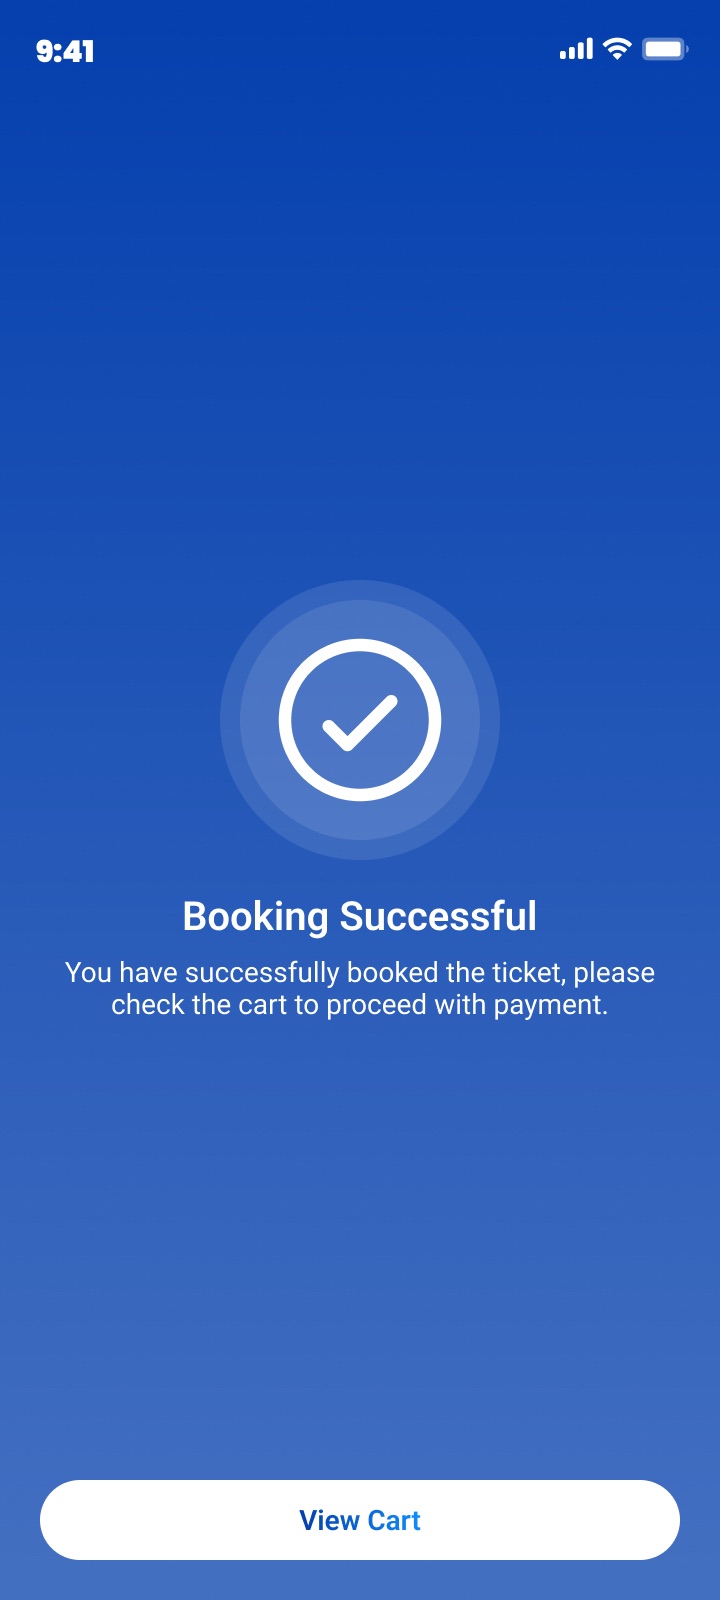 9:41
Booking Successful
You have successfully booked the ticket, please
check the cart to proceed with payment.
View Cart